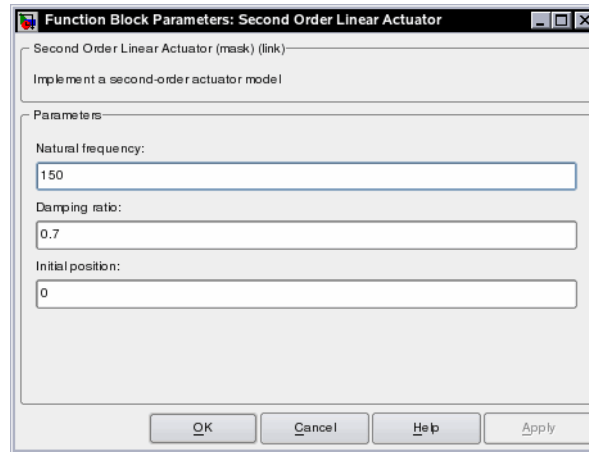 Function Block Parameters: Second Order Linear Actuator
Second Order Linear Actuator (mask) (link)
Implement a second-order actuator model
Parameters
Natural frequency:
150
Damping ratio:
0.7
Initial position:
0
OK Cancel Help Apply